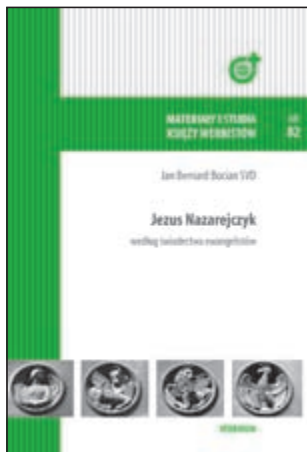 MATERIAŁY I STUDIA
KSIĘŻY WERBISTÓW
nr
82
Jan Bernard Bocian SVD
Jezus Nazarejczyk
według świadectwa ewangelistów
VERBINUM